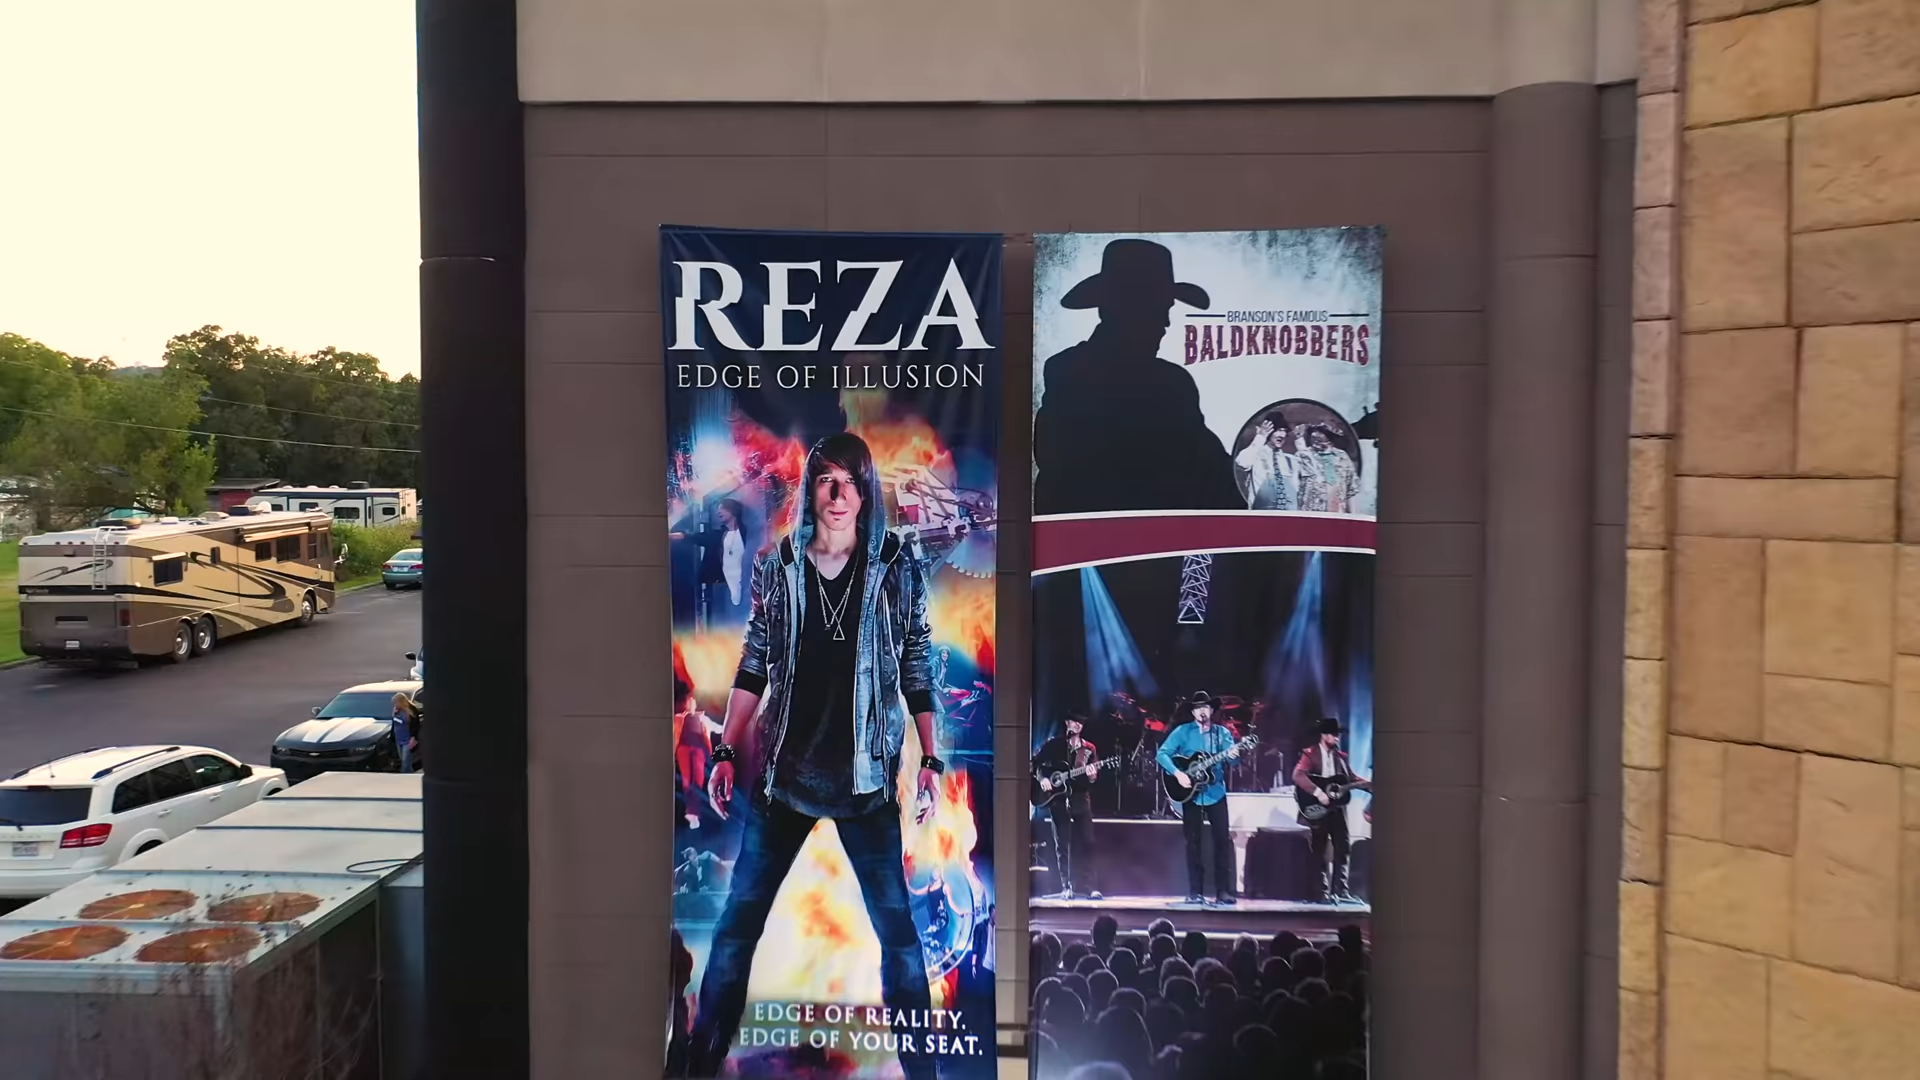 REZA
EDGE OF ILLUSION
EDGE OF REALITY.
EDGE OF YOUR SEAT.
BRANSON'S FAMOUS
BALDKNOBBERS